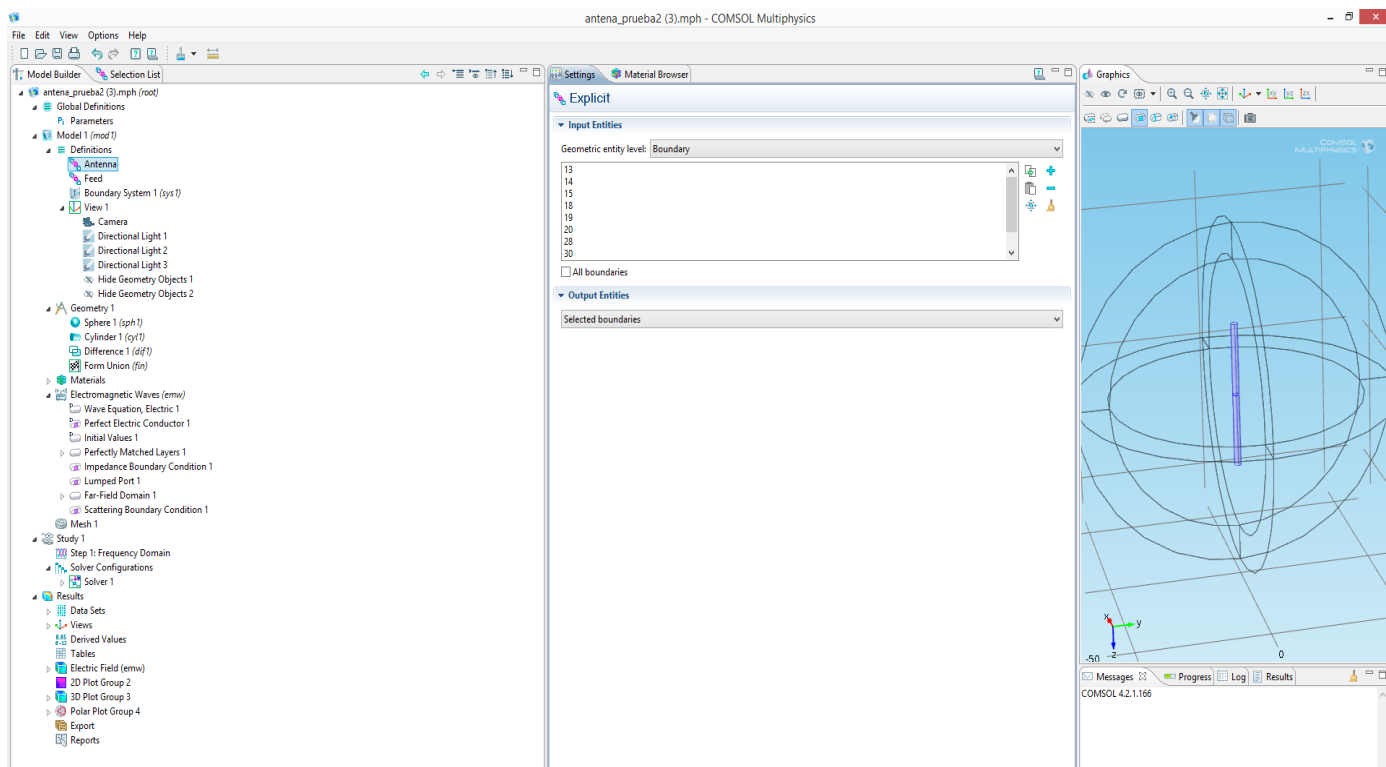 antena_prueba2 (3).mph - COMSOL Multiphysics
File Edit View Options Help
Model Builder Selection List
antena_prueba2 (3).mph (root)
Global Definitions
Pi Parameters
Model 1 (mod1)
Definitions
Antenna
Feed
Boundary System 1 (sys1)
View 1
Camera
Directional Light 1
Directional Light 2
Directional Light 3
Hide Geometry Objects 1
Hide Geometry Objects 2
Geometry 1
Sphere 1 (sph1)
Cylinder 1 (cyl1)
Difference 1 (dif1)
Form Union (fin)
Materials
Electromagnetic Waves (emw)
Wave Equation, Electric 1
Perfect Electric Conductor 1
Initial Values 1
Perfectly Matched Layers 1
Impedance Boundary Condition 1
Lumped Port 1
Far-Field Domain 1
Scattering Boundary Condition 1
Mesh 1
Study 1
Step 1: Frequency Domain
Solver Configurations
Solver 1
Results
Data Sets
Views
Derived Values
Tables
Electric Field (emw)
2D Plot Group 2
3D Plot Group 3
Polar Plot Group 4
Export
Reports
Settings Material Browser
Explicit
Input Entities
Geometric entity level: Boundary
13
14
15
18
19
20
28
30
All boundaries
Output Entities
Selected boundaries
Graphics
xy yz zx
COMSOL
MULTIPHYSICS
x
y
z
-50
0
Messages Progress Log Results
COMSOL 4.2.1.166